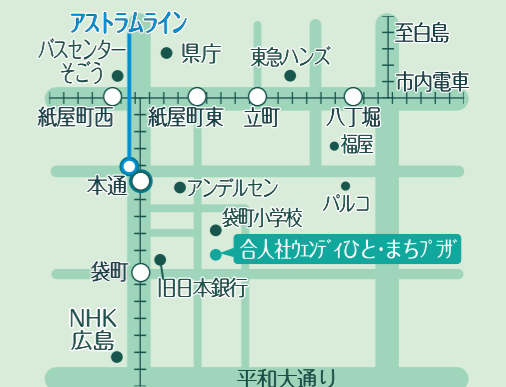 アストラムライン
至白島
バスセンター
そごう
県庁
東急ハンズ
市内電車
紙屋町西
紙屋町東
立町
八丁堀
福屋
本通
アンデルセン
パルコ
袋町小学校
合人社ウェンディひと・まちプラザ
袋町
旧日本銀行
NHK
広島
平和大通り